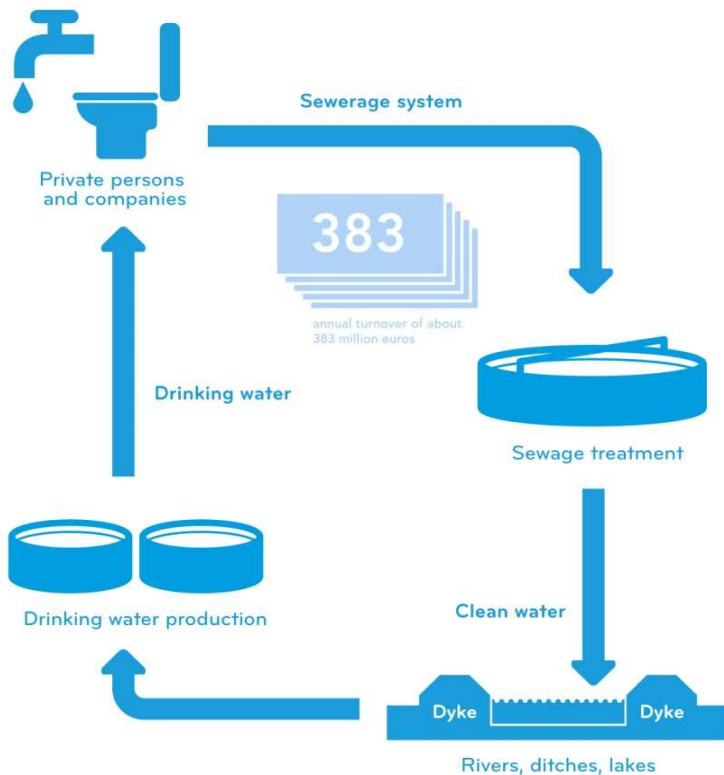 Sewerage system
Private persons
and companies
383
annual turnover of about
383 million euros
Drinking water
Sewage treatment
Drinking water production
Clean water
Dyke
Dyke
Rivers, ditches, lakes